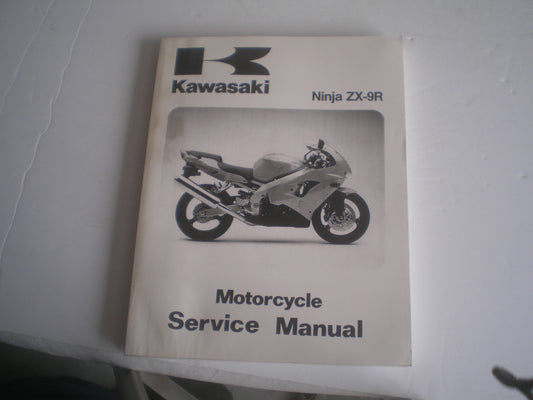 Kawasaki
Ninja ZX-9R
Motorcycle
Service Manual